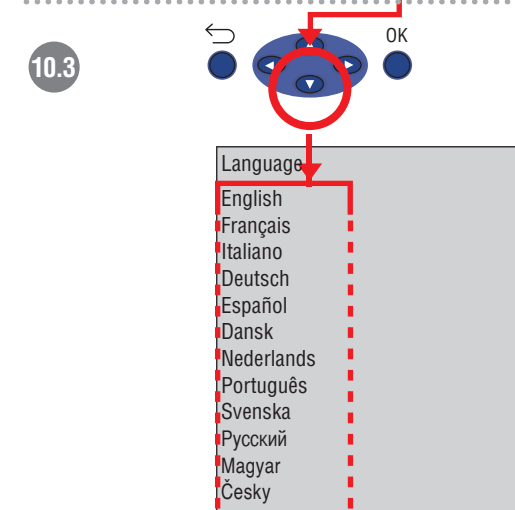 OK
10.3
Language
English
Français
Italiano
Deutsch
Español
Dansk
Nederlands
Português
Svenska
Русский
Magyar
Česky